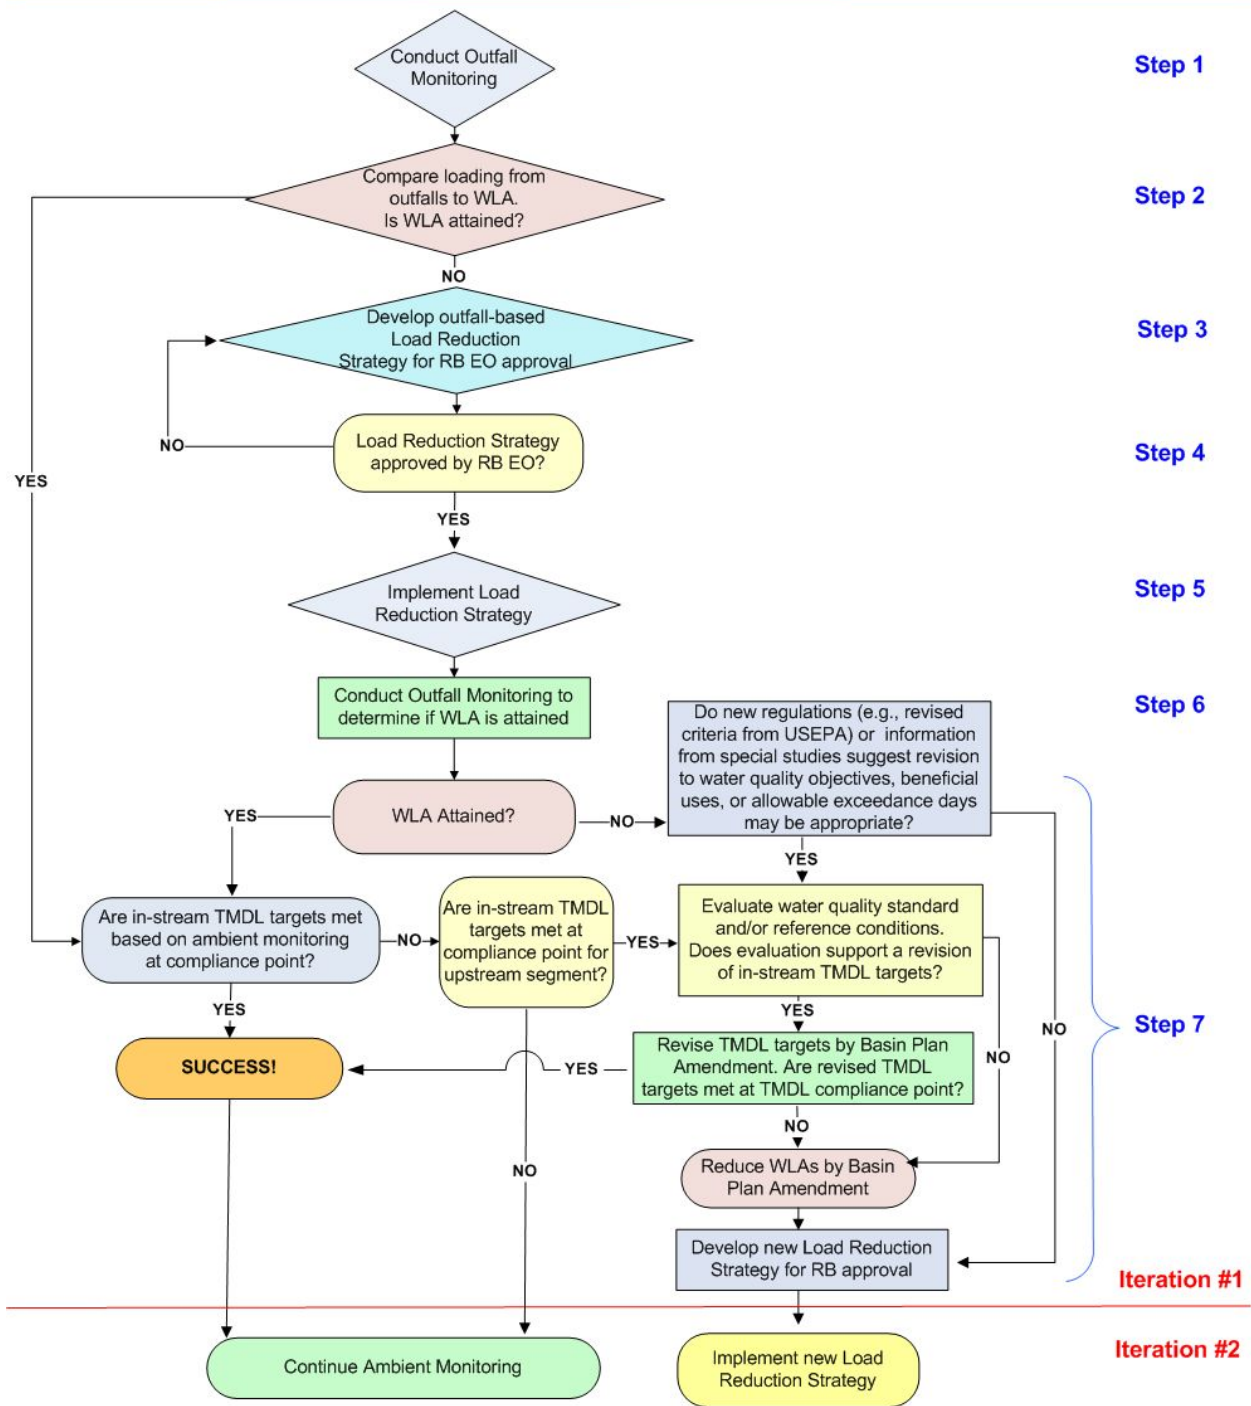 Conduct Outfall
Monitoring
Step 1
Compare loading from
outfalls to WLA.
Is WLA attained?
Step 2
NO
Develop outfall-based
Load Reduction
Strategy for RB EO approval
Step 3
NO
Load Reduction Strategy
approved by RB EO?
Step 4
YES
YES
Implement Load
Reduction Strategy
Step 5
Conduct Outfall Monitoring to
determine if WLA is attained
Step 6
Do new regulations (e.g., revised
criteria from USEPA) or information
from special studies suggest revision
to water quality objectives, beneficial
uses, or allowable exceedance days
may be appropriate?
WLA Attained?
YES
NO
YES
Are in-stream TMDL targets met
based on ambient monitoring
at compliance point?
NO
Are in-stream TMDL
targets met at
compliance point for
upstream segment?
YES
Evaluate water quality standard
and/or reference conditions.
Does evaluation support a revision
of in-stream TMDL targets?
YES
YES
NO
NO
Step 7
SUCCESS!
YES
Revise TMDL targets by Basin Plan
Amendment. Are revised TMDL
targets met at TMDL compliance point?
NO
NO
Reduce WLAs by Basin
Plan Amendment
Develop new Load Reduction
Strategy for RB approval
Iteration #1
Iteration #2
Continue Ambient Monitoring
Implement new Load
Reduction Strategy